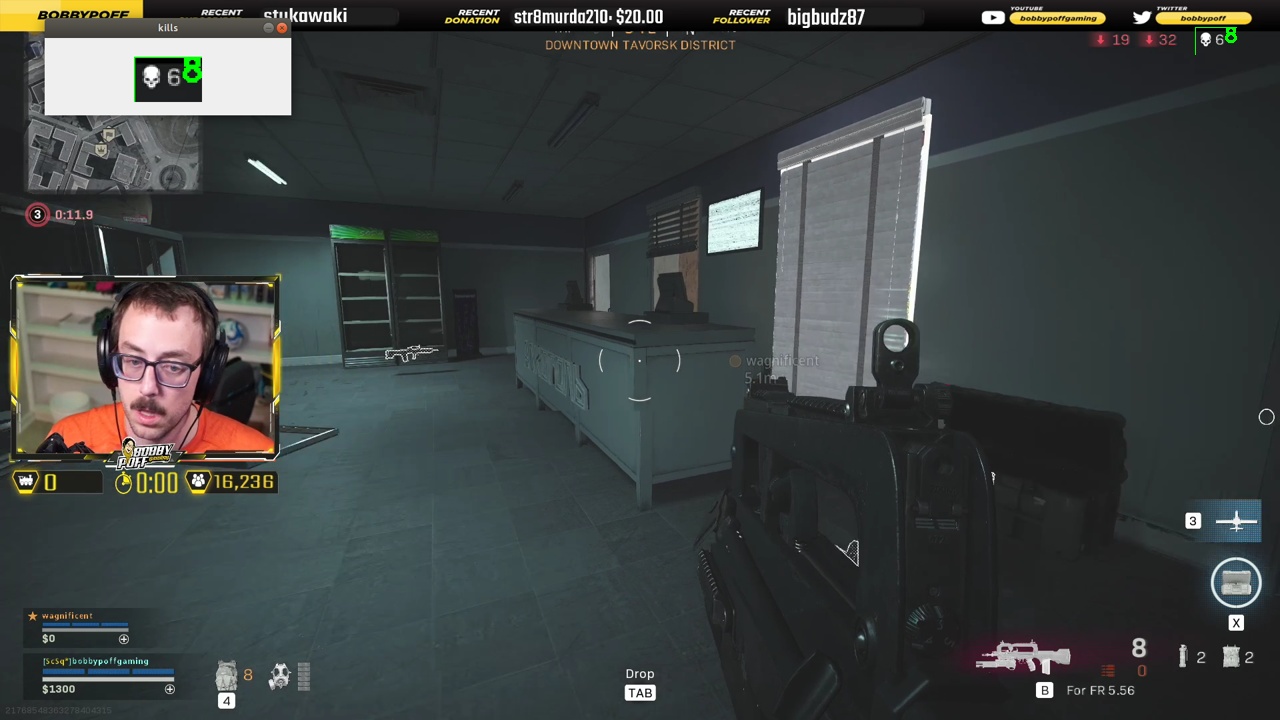 BOBBYPOFF
RECENT
stukawaki
RECENT
DONATION
str8murda210: $20.00
RECENT
FOLLOWER
bigbudz87
YOUTUBE
bobbypoffgaming
TWITTER
bobbypoff
kills
6 8
DOWNTOWN TAVORSK DISTRICT
19
32
6 8
3
0:11.9
wagnificent
5.1m
BOBBY
POFF
0
0:00
16,236
3
X
wagnificent
$0
[ScSq*]bobbypoffgaming
$1300
8
4
Drop
TAB
8
0
2
2
B
For FR 5.56